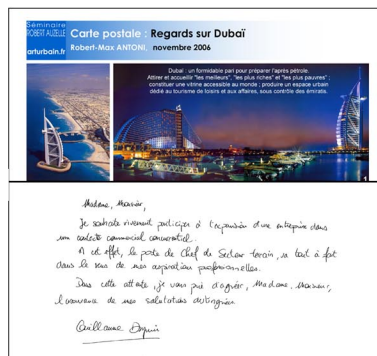 Séminaire
ROBERT AUZELLE
arturbain.fr
Carte postale : Regards sur Dubaï
Robert-Max ANTONI, novembre 2006
Dubaï : un formidable pari pour préparer l'après pétrole.
Attirer et accueillir "les meilleurs", "les plus riches" et "les plus pauvres" ;
constituer une vitrine accessible au monde ; produire un espace urbain
dédié au tourisme de loisirs et aux affaires, sous contrôle des émirats.
1
Madame, Monsieur,
Je souhaite vivement participer à l'expansion d'une entreprise dans
un contexte commercial concurrentiel.
A cet effet, le poste de Chef de Secteur terrain, va tout à fait
dans le sens de mes aspirations professionnelles.
Dans cette attente, je vous prie d'agréer, Madame, Monsieur,
l'assurance de mes salutations distinguées
Guillaume